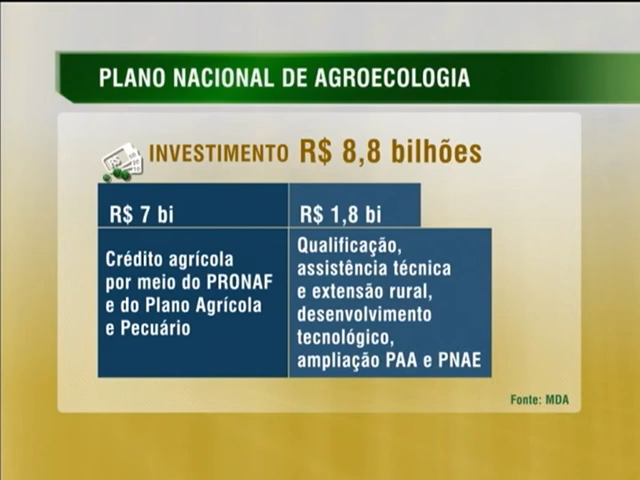 PLANO NACIONAL DE AGROECOLOGIA
INVESTIMENTO R$ 8,8 bilhões
R$ 7 bi
Crédito agrícola
por meio do PRONAF
e do Plano Agrícola
e Pecuário
R$ 1,8 bi
Qualificação,
assistência técnica
e extensão rural,
desenvolvimento
tecnológico,
ampliação PAA e PNAE
Fonte: MDA